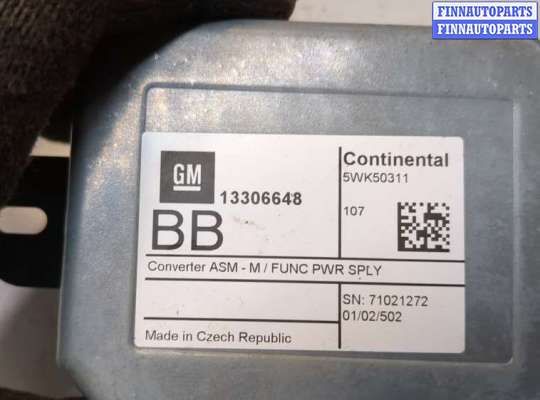 FINNAUTOPARTS
FINNAUTOPARTS
GM
13306648
BB
Continental
5WK50311
107
Converter ASM - M / FUNC PWR SPLY
SN: 71021272
01/02/502
Made in Czech Republic